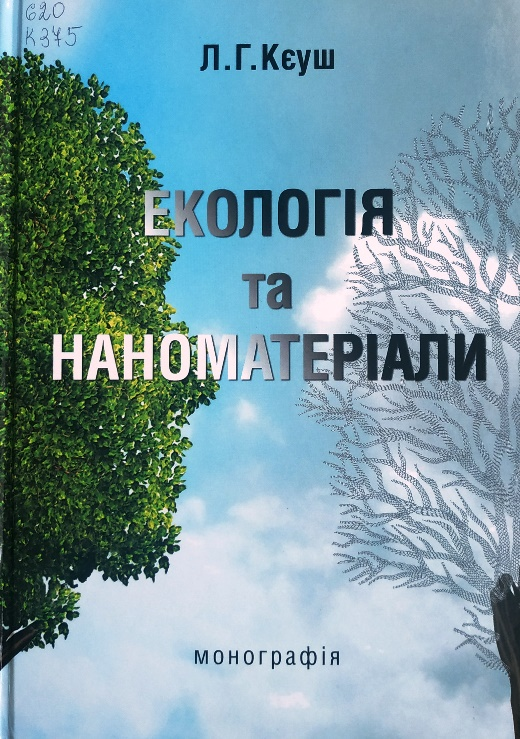 620
К375
Л.Г.Кєуш
ЕКОЛОГІЯ
та
НАНОМАТЕРІАЛИ
монографія